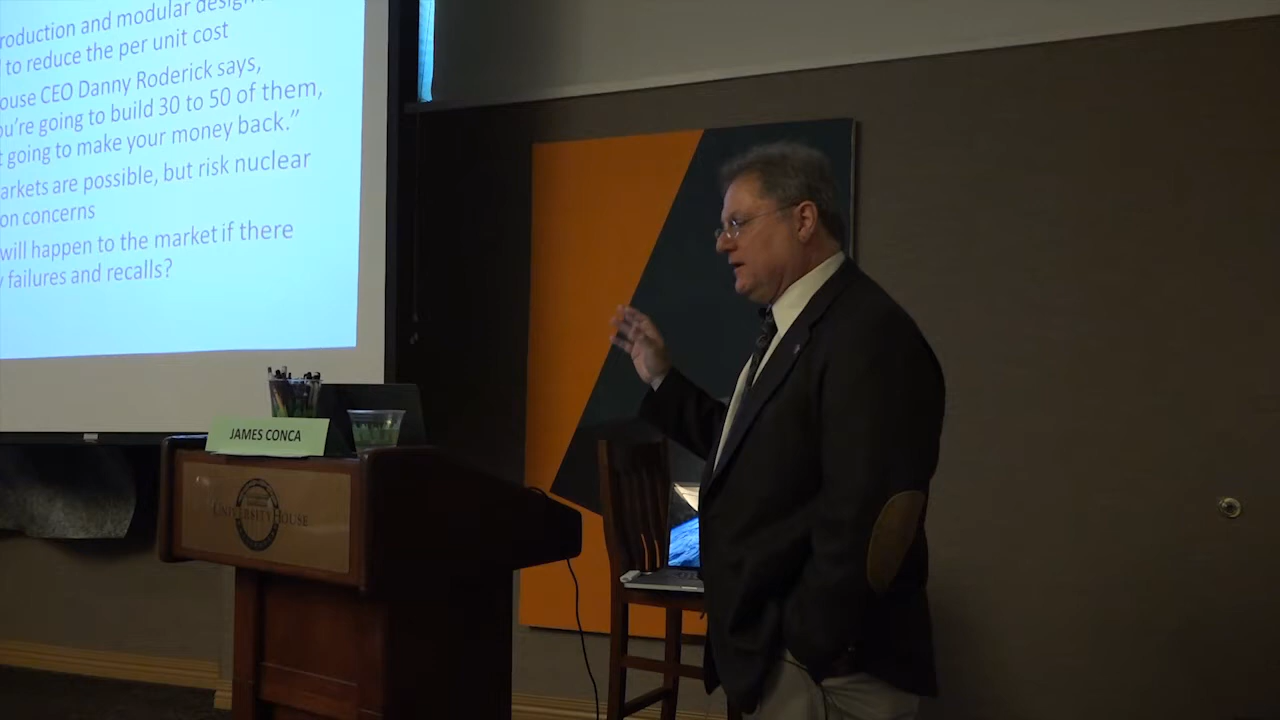 roduction and modular design
to reduce the per unit cost
ouse CEO Danny Roderick says,
ou're going to build 30 to 50 of them,
t going to make your money back."
arkets are possible, but risk nuclear
on concerns
will happen to the market if there
y failures and recalls?
JAMES CONCA
UNIVERSITY HOUSE